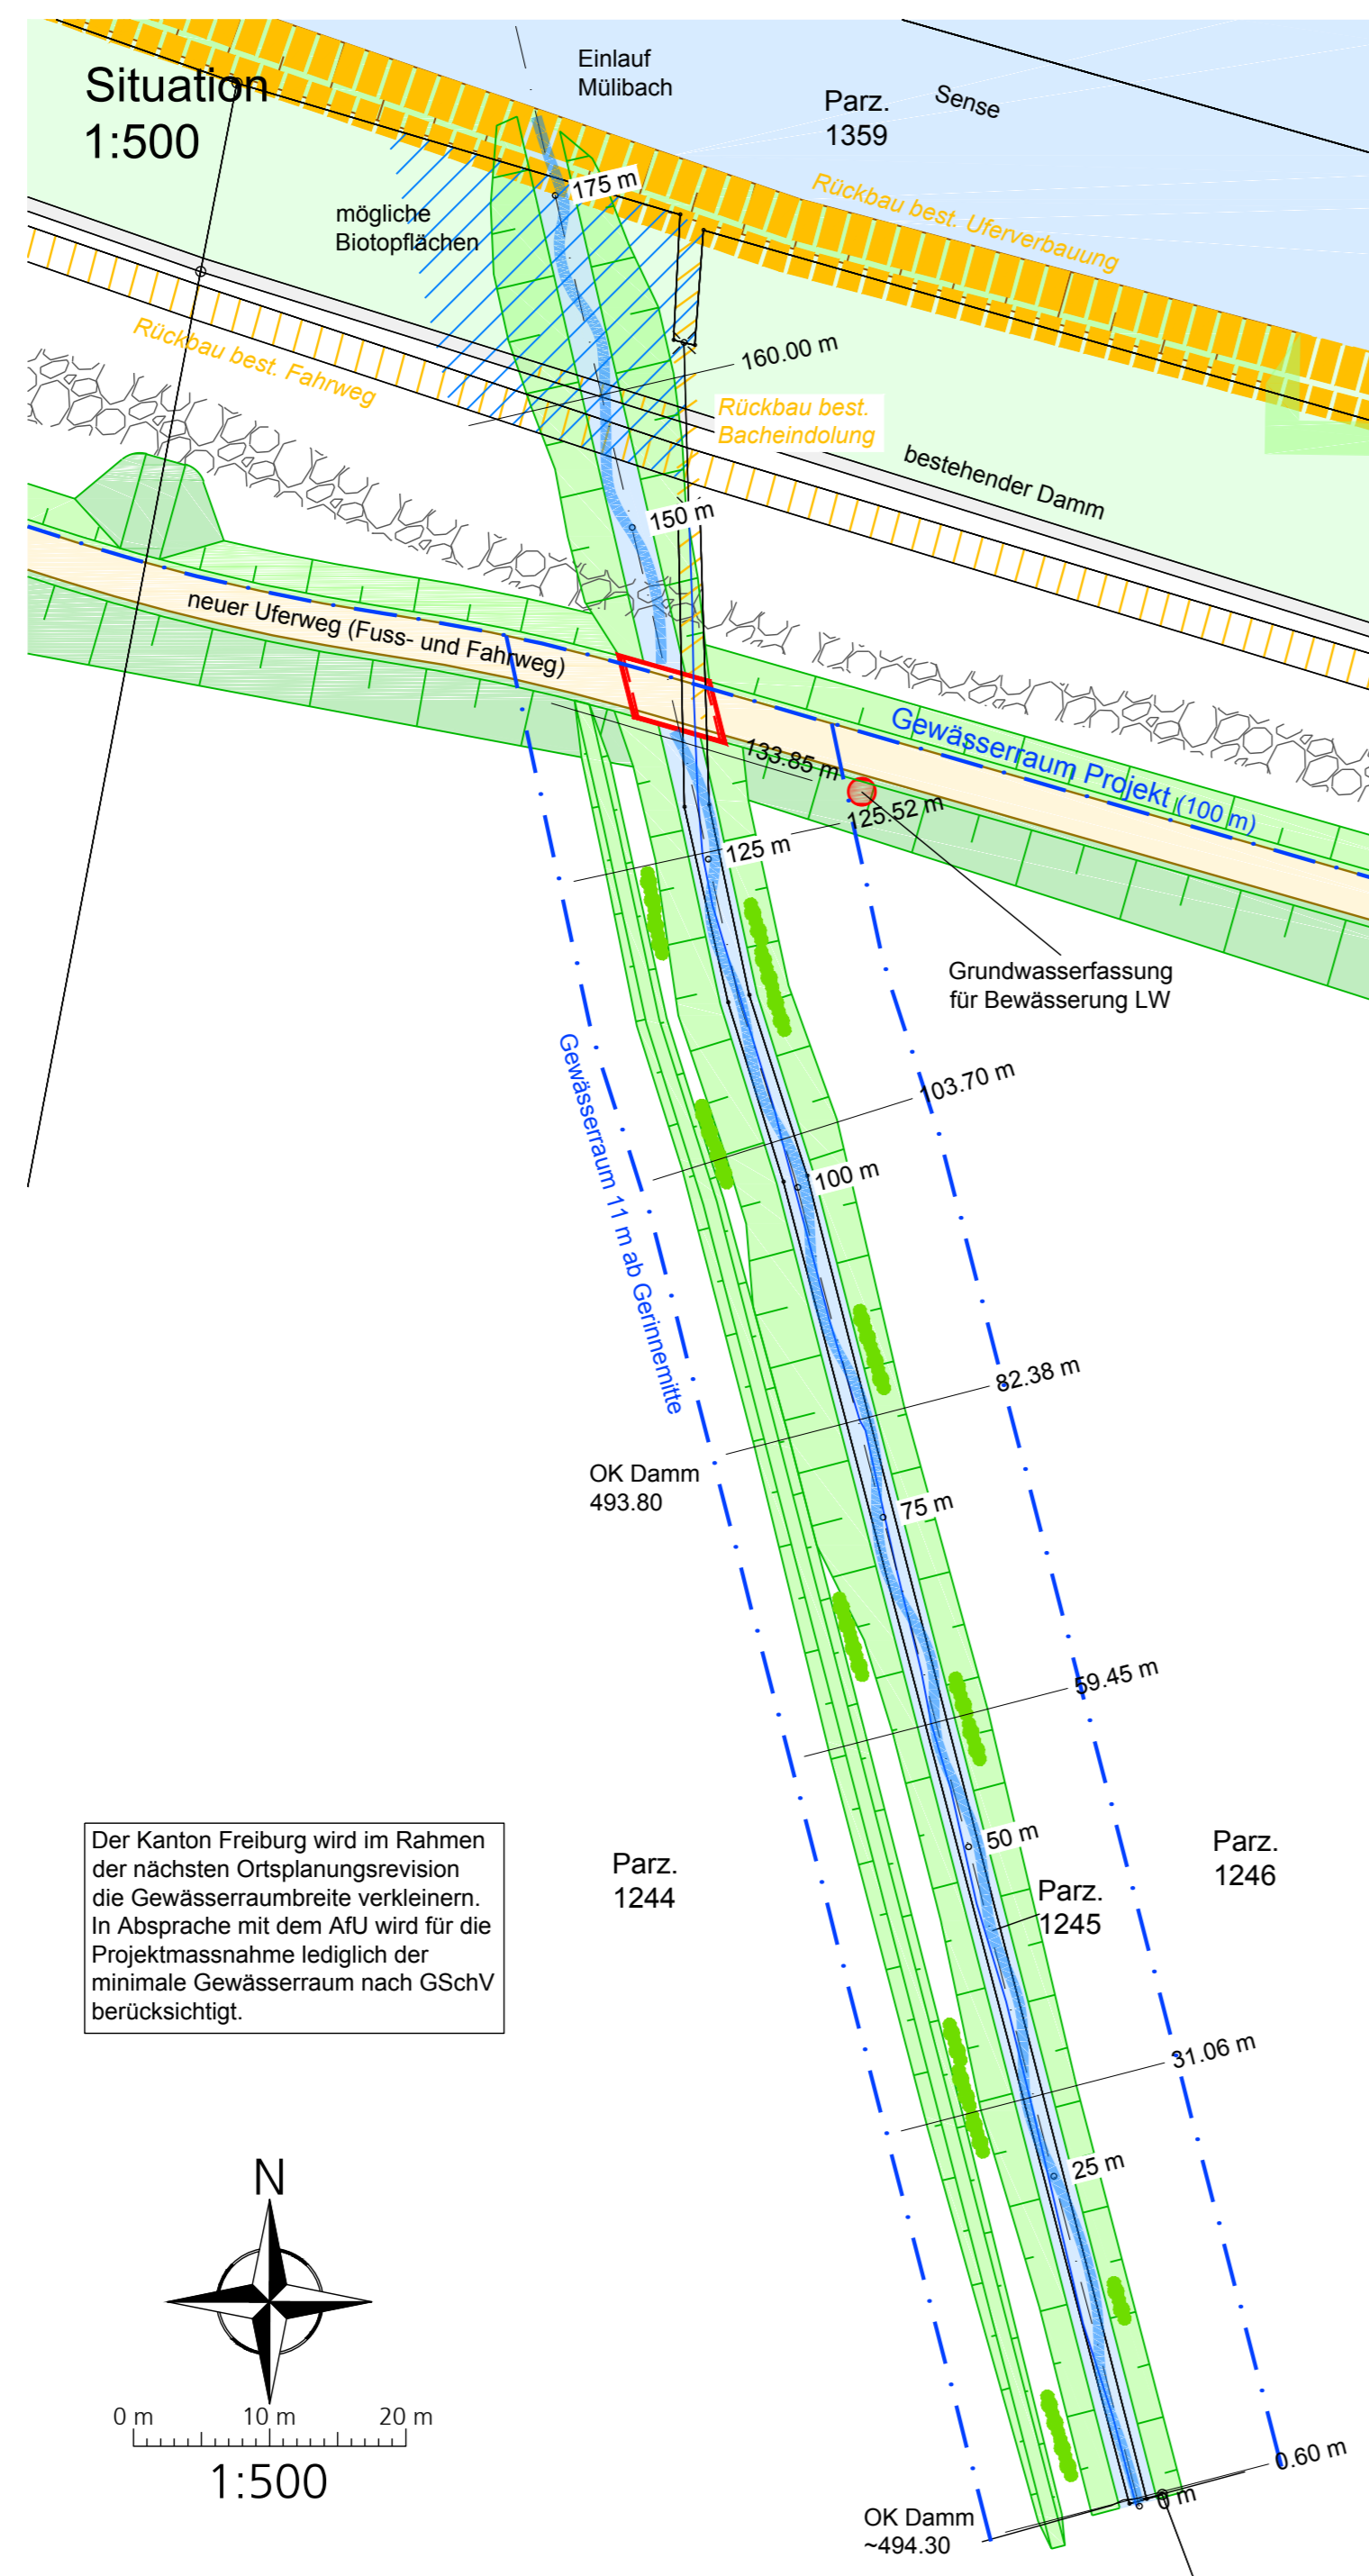 Situation
1:500
Einlauf
Mülibach
Parz.
1359
Sense
175 m
Rückbau best. Uferverbauung
mögliche
Biotopflächen
Rückbau best. Fahrweg
160.00 m
Rückbau best.
Bacheindolung
bestehender Damm
150 m
neuer Uferweg (Fuss- und Fahrweg)
Gewässerraum Projekt (100 m)
133.85 m
125.52 m
125 m
Grundwasserfassung
für Bewässerung LW
Gewässerraum 11 m ab Gerinnemitte
103.70 m
100 m
82.38 m
OK Damm
493.80
75 m
59.45 m
50 m
Der Kanton Freiburg wird im Rahmen
der nächsten Ortsplanungsrevision
die Gewässerraumbreite verkleinern.
In Absprache mit dem AfU wird für die
Projektmassnahme lediglich der
minimale Gewässerraum nach GSchV
berücksichtigt.
Parz.
1244
Parz.
1245
Parz.
1246
31.06 m
25 m
N
0 m 10 m 20 m
1:500
0.60 m
0 m
OK Damm
~494.30